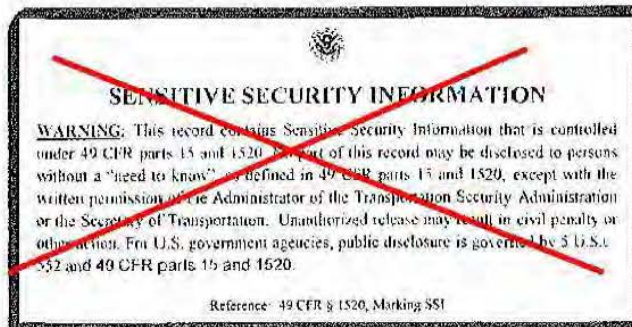 SENSITIVE SECURITY INFORMATION
WARNING: This record contains Sensitive Security Information that is controlled
under 49 CFR parts 15 and 1520. part of this record may be disclosed to persons
without a "need to know", as defined in 49 CFR parts 15 and 1520, except with the
written permission of the Administrator of the Transportation Security Administration
or the Secretary of Transportation. Unauthorized release may result in civil penalty or
other action. For U.S. government agencies, public disclosure is governed by 5 U.S.C.
552 and 49 CFR parts 15 and 1520.
Reference: 49 CFR § 1520, Marking SSI